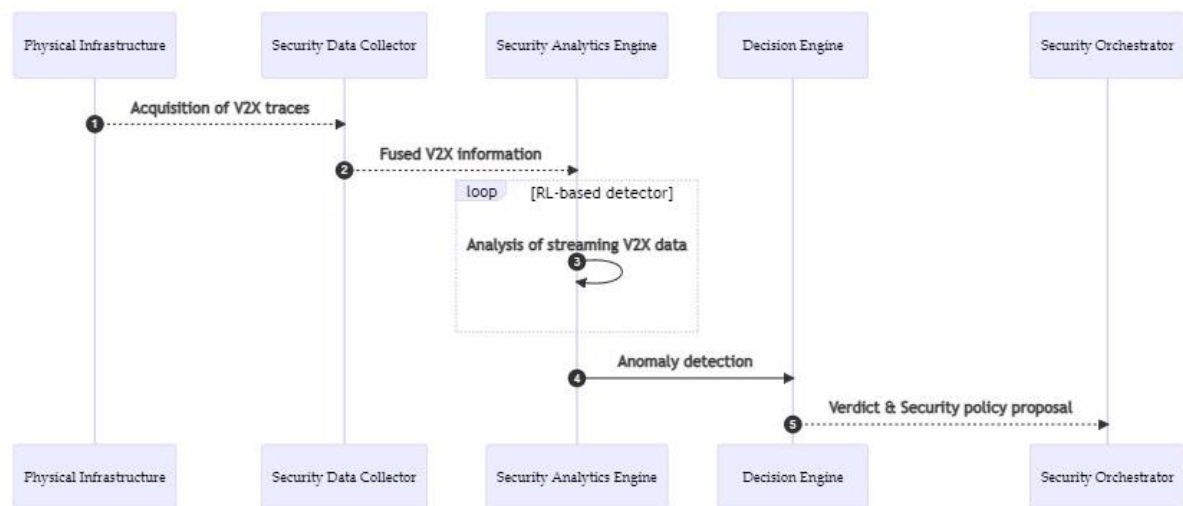 Physical Infrastructure
Security Data Collector
Security Analytics Engine
Decision Engine
Security Orchestrator
Acquisition of V2X traces
1
Fused V2X information
2
loop
[RL-based detector]
Analysis of streaming V2X data
3
Anomaly detection
4
Verdict & Security policy proposal
5
Physical Infrastructure
Security Data Collector
Security Analytics Engine
Decision Engine
Security Orchestrator